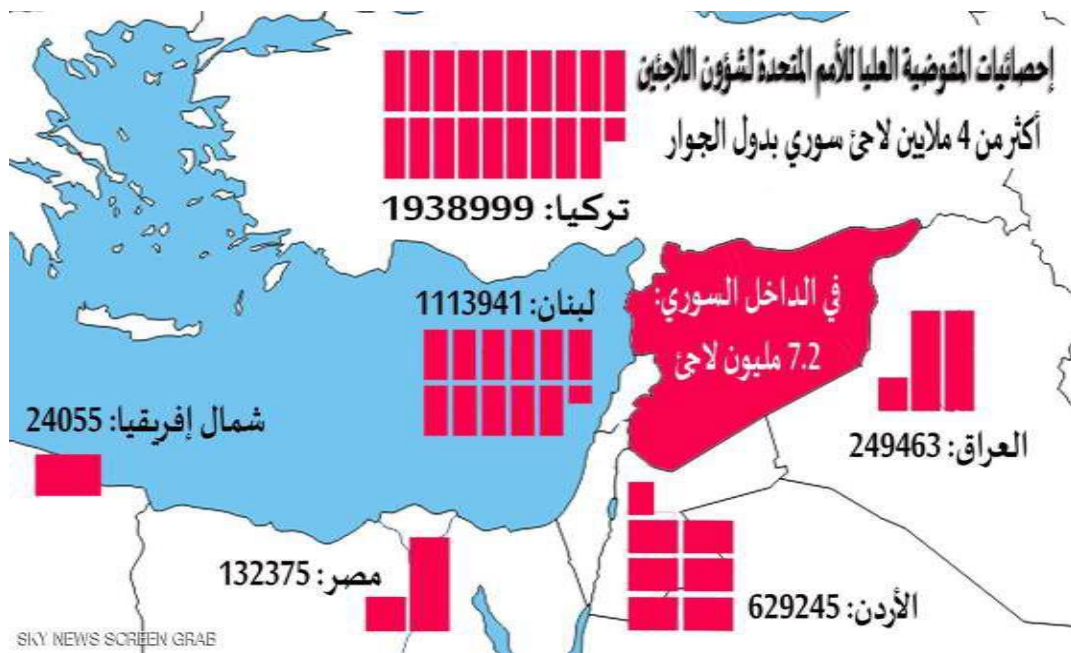 إحصائيات المفوضية العليا للأمم المتحدة لشؤون اللاجئين
أكثر من 4 ملايين لاجئ سوري بدول الجوار
تركيا: 1938999
في الداخل السوري:
7.2 مليون لاجئ
لبنان: 1113941
العراق: 249463
شمال إفريقيا: 24055
مصر: 132375
الأردن: 629245
SKY NEWS SCREEN GRAB